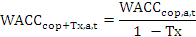 WACC_cop+Tx,a,t = WACC_cop,a,t / 1 − Tx